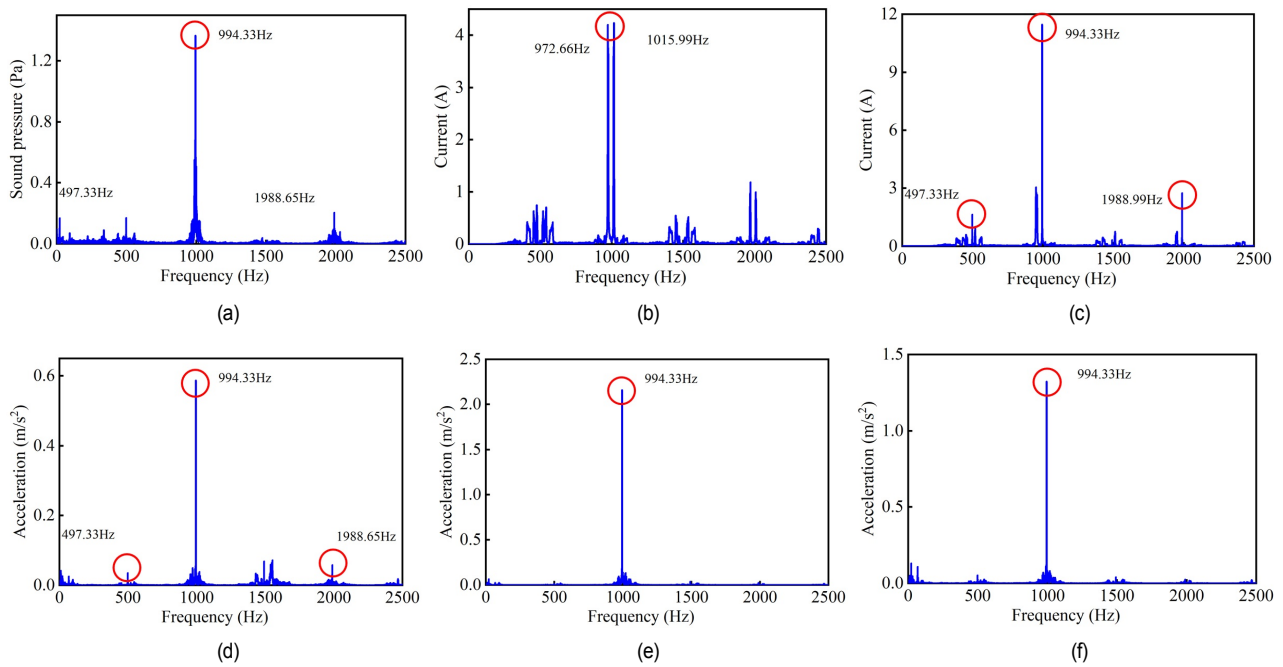 994.33Hz
497.33Hz
1988.65Hz
1.2
0.8
0.4
0.0
0 500 1000 1500 2000 2500
Sound pressure (Pa)
Frequency (Hz)
(a)
972.66Hz
1015.99Hz
4
3
2
1
0
0 500 1000 1500 2000 2500
Current (A)
Frequency (Hz)
(b)
994.33Hz
497.33Hz
1988.99Hz
12
9
6
3
0
0 500 1000 1500 2000 2500
Current (A)
Frequency (Hz)
(c)
994.33Hz
497.33Hz
1988.65Hz
0.6
0.4
0.2
0.0
0 500 1000 1500 2000 2500
Acceleration (m/s²)
Frequency (Hz)
(d)
994.33Hz
2.5
2.0
1.5
1.0
0.5
0.0
0 500 1000 1500 2000 2500
Acceleration (m/s²)
Frequency (Hz)
(e)
994.33Hz
1.5
1.0
0.5
0.0
0 500 1000 1500 2000 2500
Acceleration (m/s²)
Frequency (Hz)
(f)